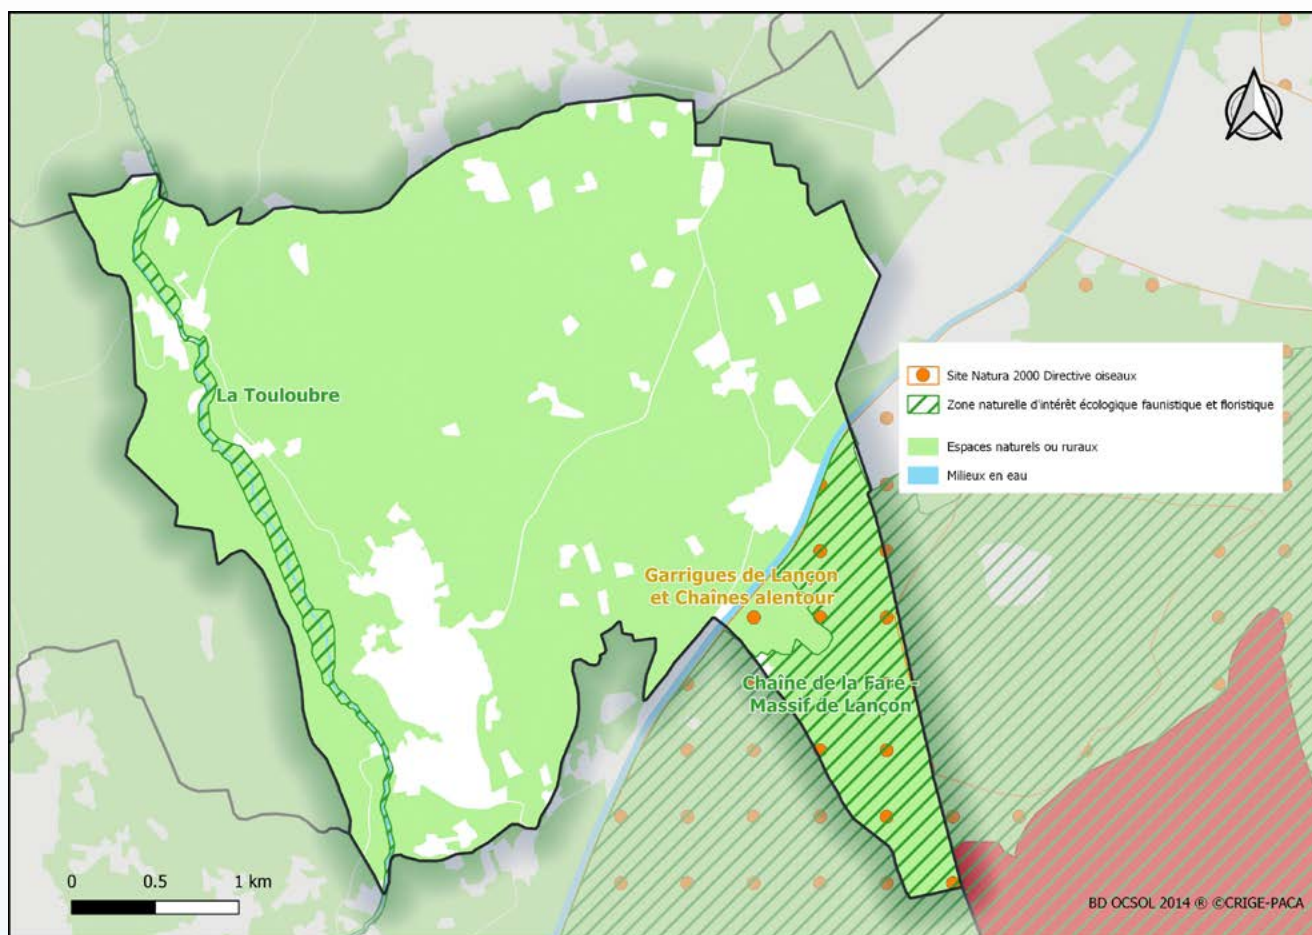 La Touloubre
Site Natura 2000 Directive oiseaux
Zone naturelle d'intérêt écologique faunistique et floristique
Espaces naturels ou ruraux
Milieux en eau
Garrigues de Lançon
et Chaînes alentour
Chaîne de la Fare -
Massif de Lançon
0 0.5 1 km
BD OCSOL 2014 ® ©CRIGE-PACA